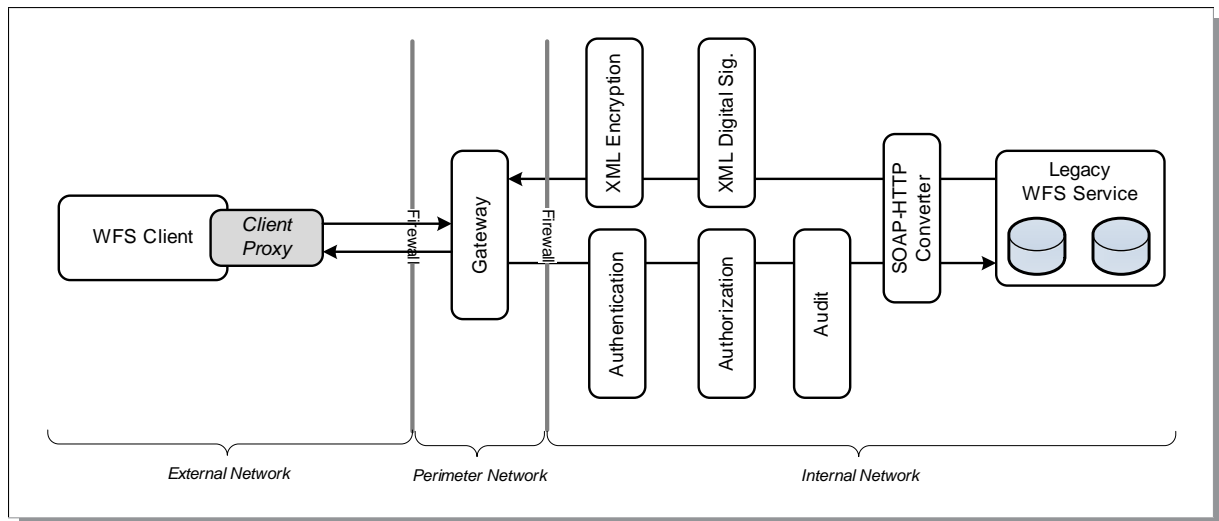 WFS Client
Client
Proxy
Firewall
Gateway
Firewall
XML Encryption
XML Digital Sig.
Authentication
Authorization
Audit
SOAP-HTTP
Converter
Legacy
WFS Service
External Network
Perimeter Network
Internal Network